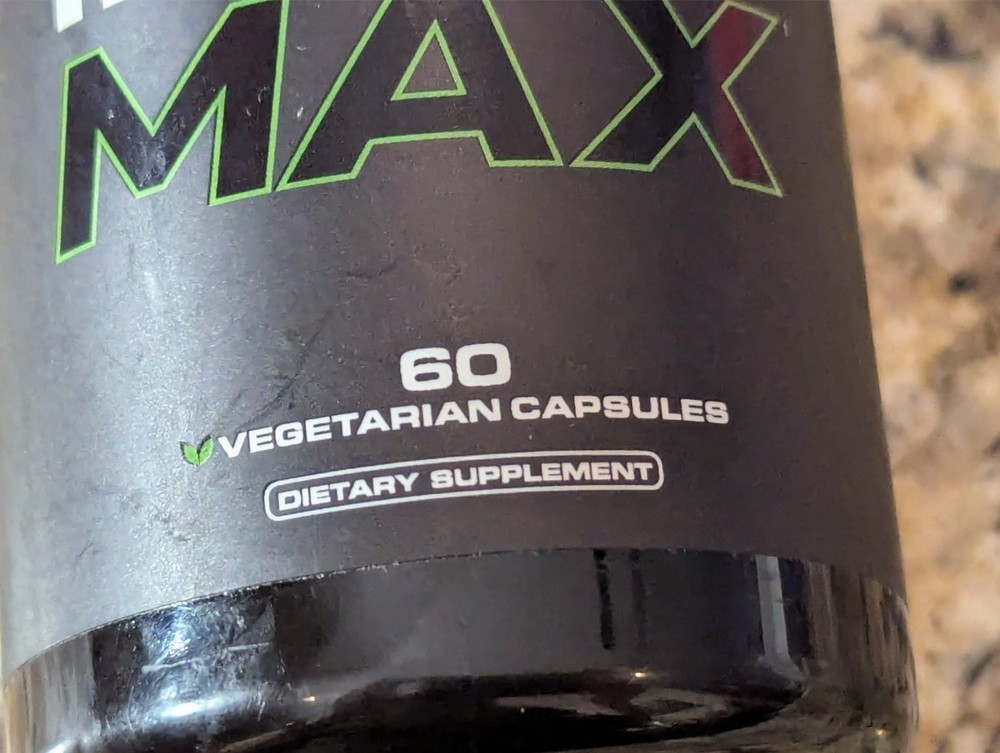 MAX
60
VEGETARIAN CAPSULES
DIETARY SUPPLEMENT